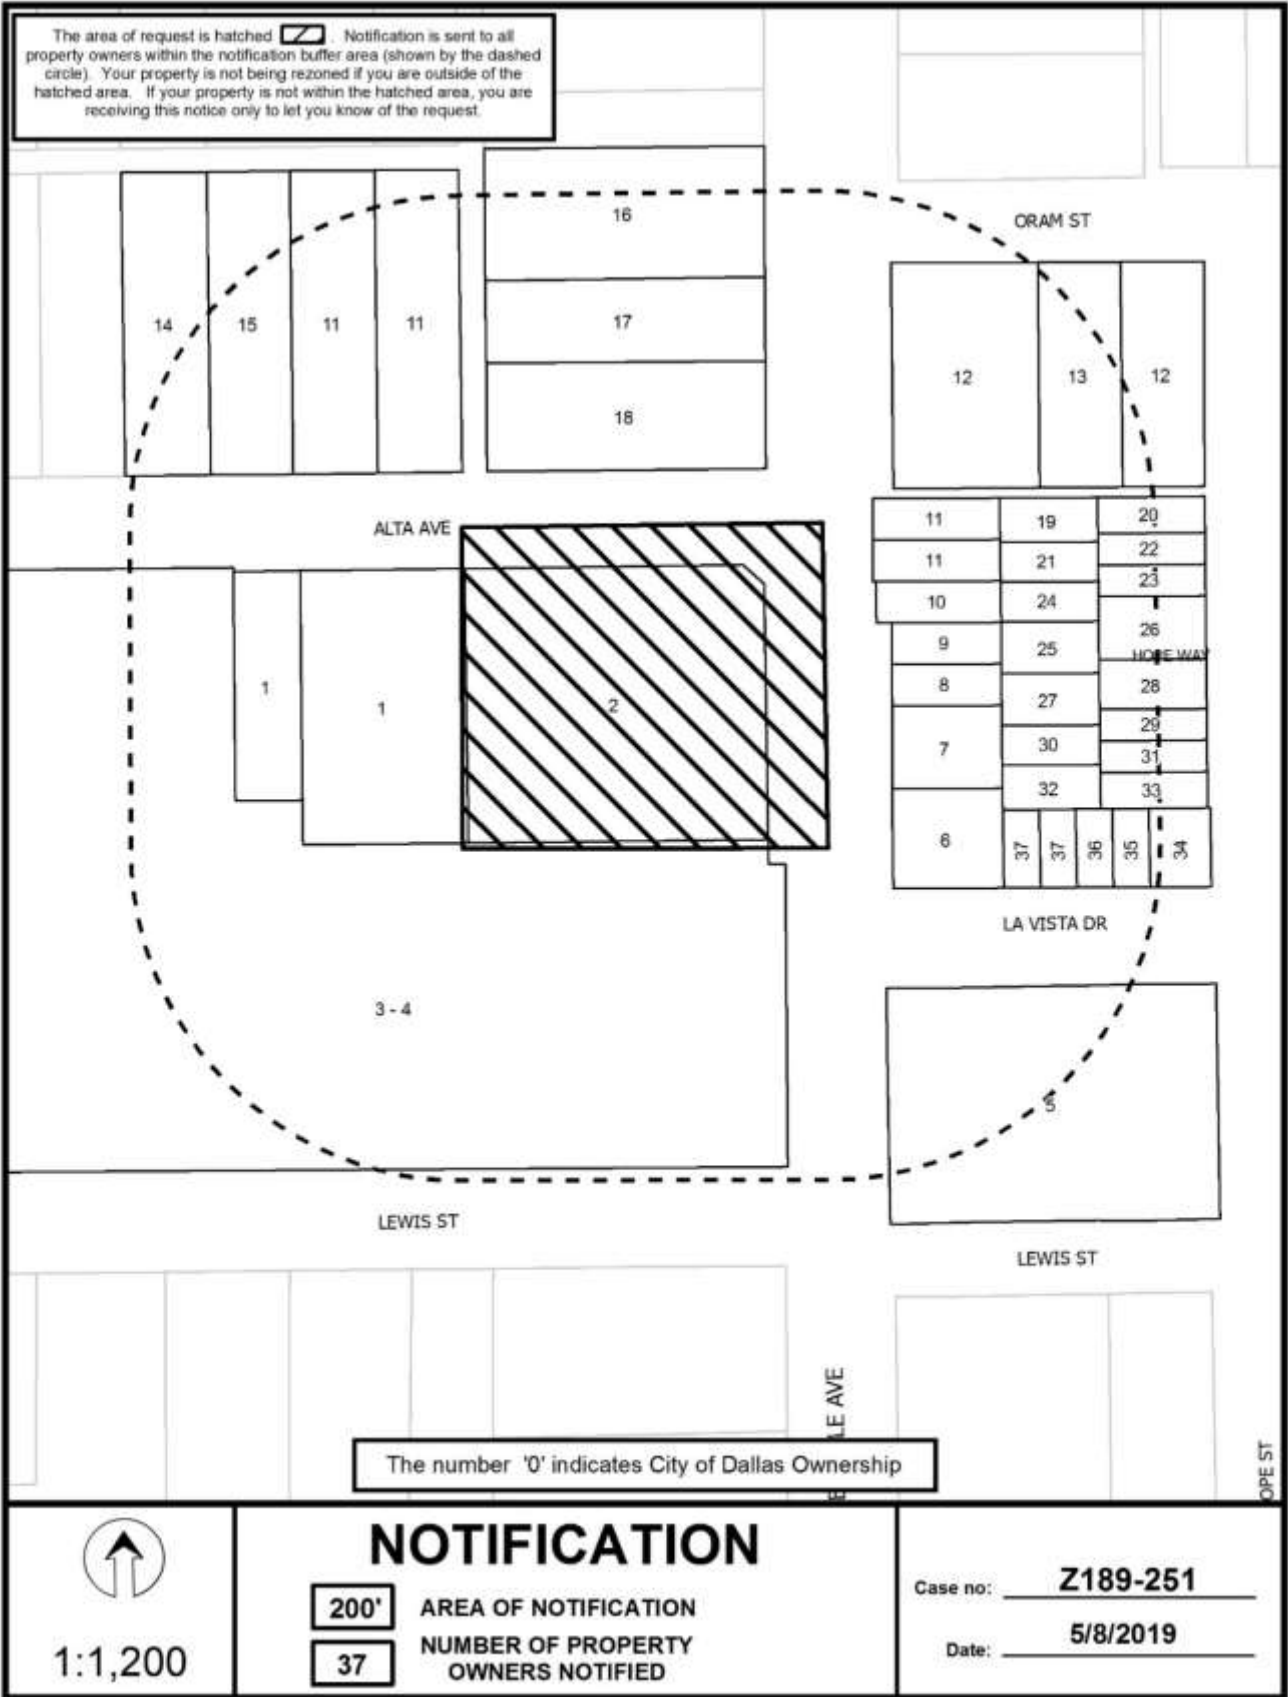 The area of request is hatched . Notification is sent to all
property owners within the notification buffer area (shown by the dashed
circle). Your property is not being rezoned if you are outside of the
hatched area. If your property is not within the hatched area, you are
receiving this notice only to let you know of the request.
16
ORAM ST
14 15 11 11
17
12 13 12
18
ALTA AVE
11 19 20
11 21 22
23
10 24
26
9 25
HOPE WAY
8 27 28
29
7 30 31
32 33
1
1
2
6 37 37 36 35 34
LA VISTA DR
3 - 4
5
LEWIS ST
LEWIS ST
LE AVE
OPE ST
The number '0' indicates City of Dallas Ownership
1:1,200
NOTIFICATION
200' AREA OF NOTIFICATION
37 NUMBER OF PROPERTY
OWNERS NOTIFIED
Case no: Z189-251
Date: 5/8/2019